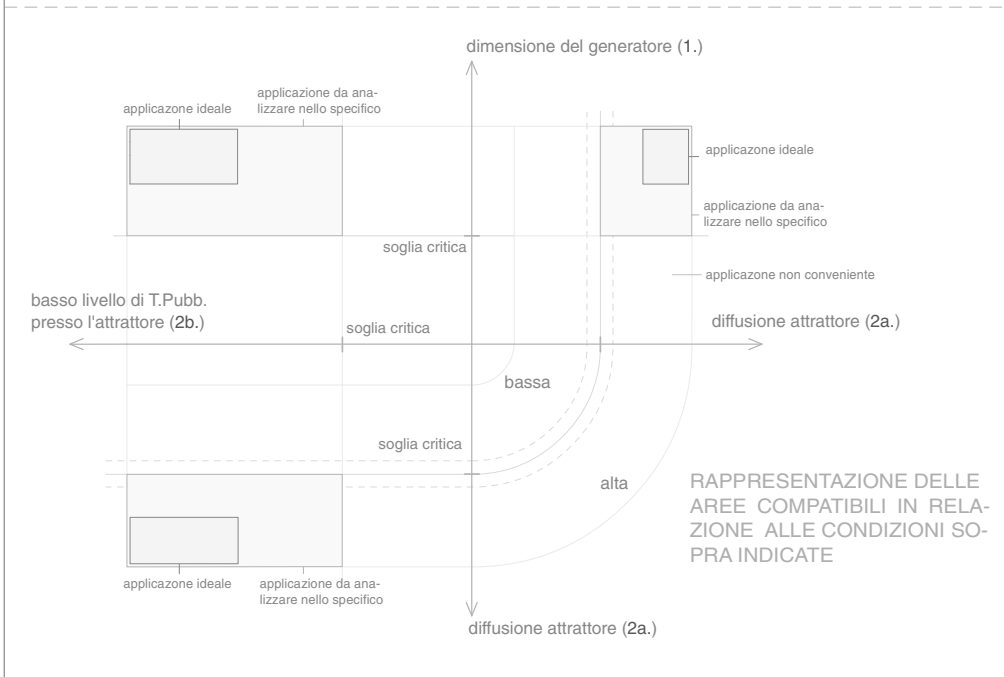 dimensione del generatore (1.)
applicazone ideale
applicazione da ana-
lizzare nello specifico
applicazone ideale
applicazione da ana-
lizzare nello specifico
soglia critica
applicazone non conveniente
basso livello di T.Pubb.
presso l'attrattore (2b.)
soglia critica
diffusione attrattore (2a.)
bassa
soglia critica
alta
RAPPRESENTAZIONE DELLE
AREE COMPATIBILI IN RELA-
ZIONE ALLE CONDIZIONI SO-
PRA INDICATE
applicazone ideale
applicazione da ana-
lizzare nello specifico
diffusione attrattore (2a.)